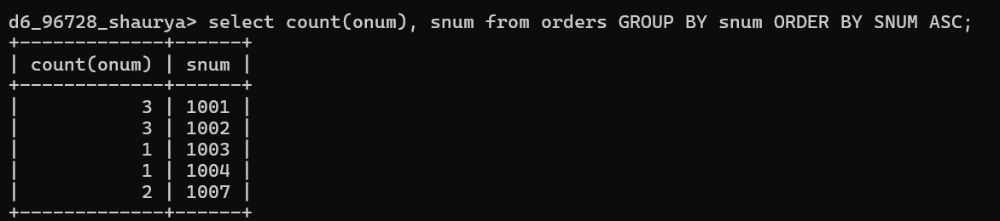 d6_96728_shaurya> select count(onum), snum from orders GROUP BY snum ORDER BY SNUM ASC;
+-------------+------+
| count(onum) | snum |
+-------------+------+
|           3 | 1001 |
|           3 | 1002 |
|           1 | 1003 |
|           1 | 1004 |
|           2 | 1007 |
+-------------+------+